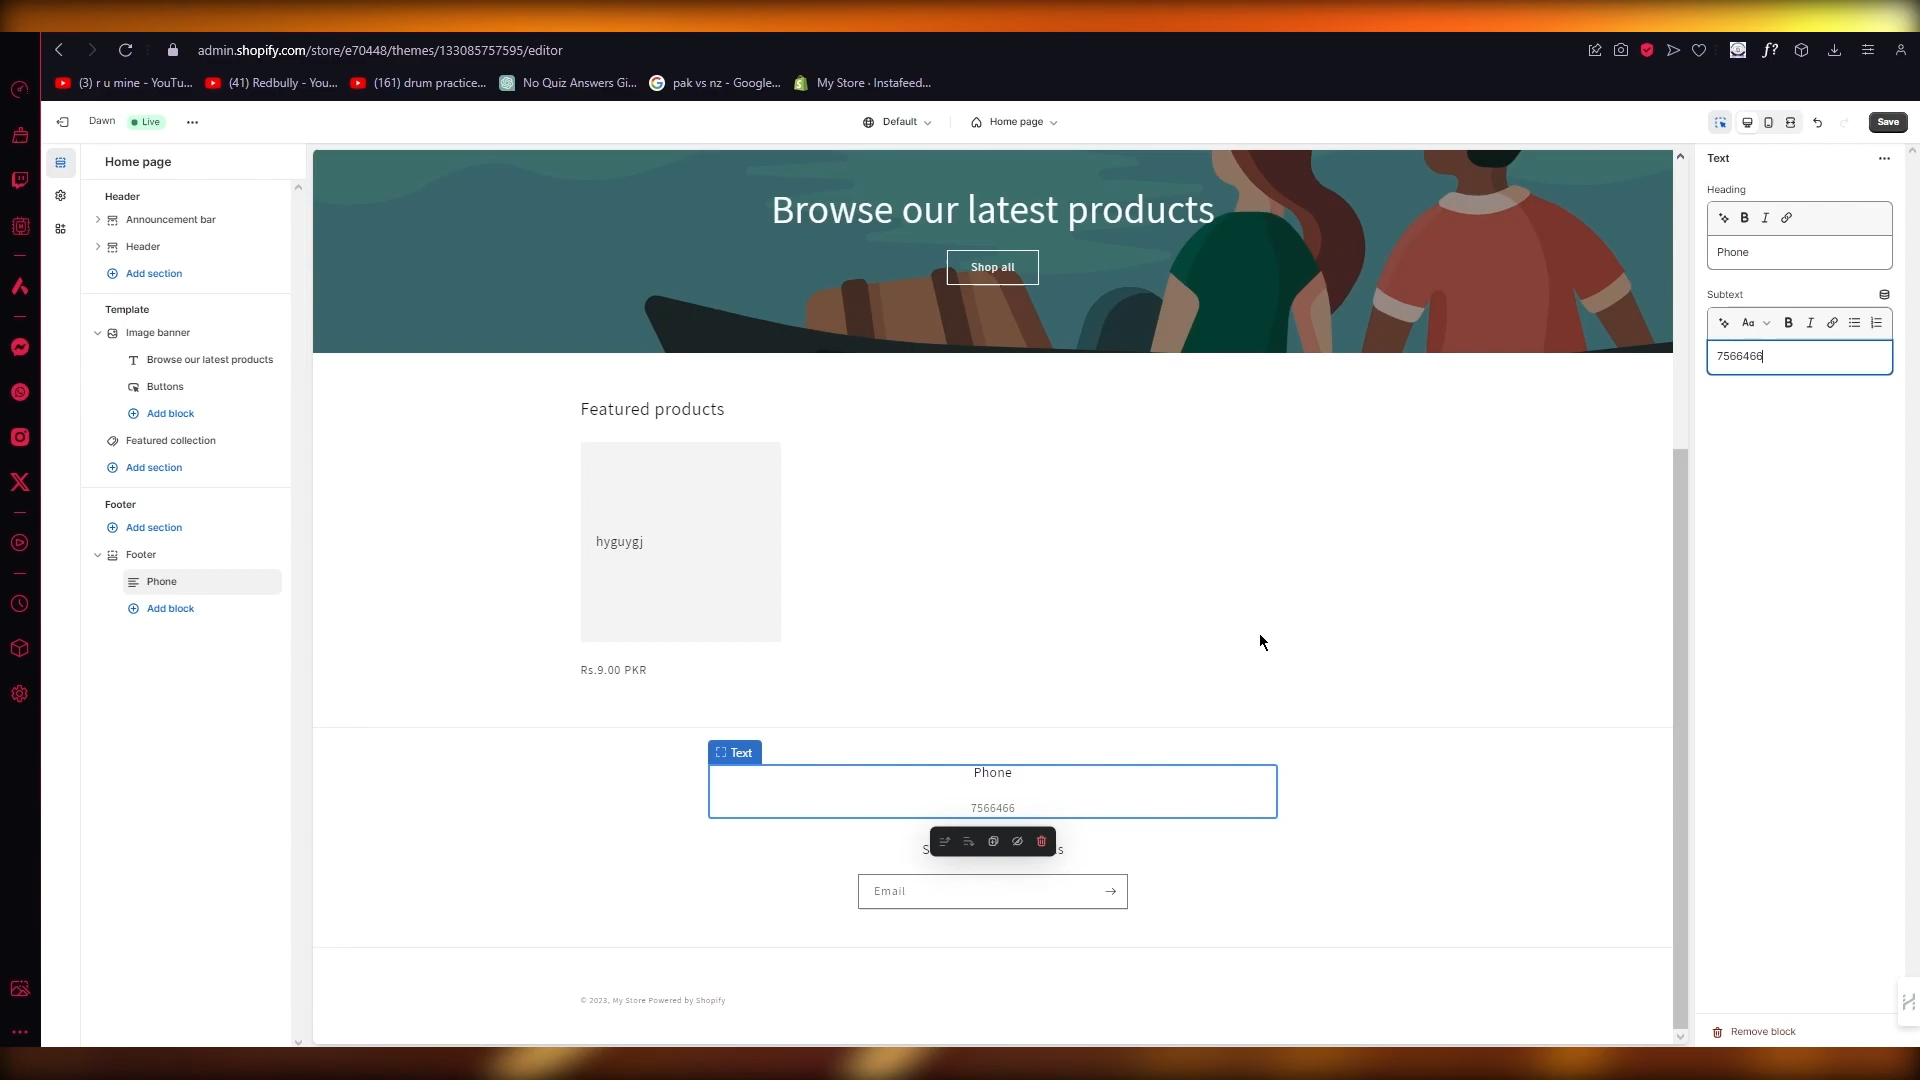 admin.shopify.com/store/e70448/themes/133085757595/editor
(3) r u mine - YouTu...
(41) Redbully - You...
(161) drum practice...
No Quiz Answers Gi...
pak vs nz - Google...
My Store · Instafeed...
Dawn
Live
Default
Home page
Save
Home page
Header
Announcement bar
Header
Add section
Template
Image banner
Browse our latest products
Buttons
Add block
Featured collection
Add section
Footer
Add section
Footer
Phone
Add block
Browse our latest products
Shop all
Featured products
hyguygj
Rs.9.00 PKR
Text
Phone
7566466
Email
© 2023, My Store Powered by Shopify
Text
Heading
B I
Phone
Subtext
Aa B I
7566466
Remove block